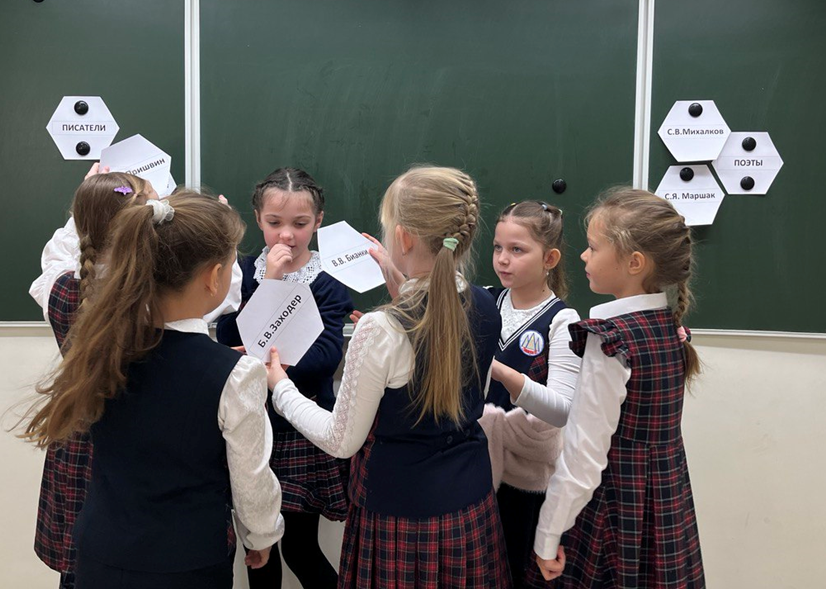 ПИСАТЕЛИ
Пришвин
Б.В.Заходер
В.В. Бианки
С.В.Михалков
ПОЭТЫ
С.Я. Маршак